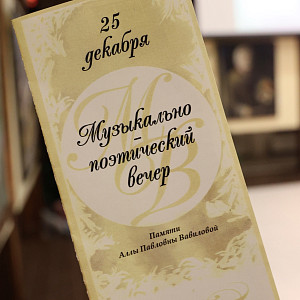 25
декабря
Музыкально
-
поэтический
вечер
Памяти
Аллы Павловны Вавиловой